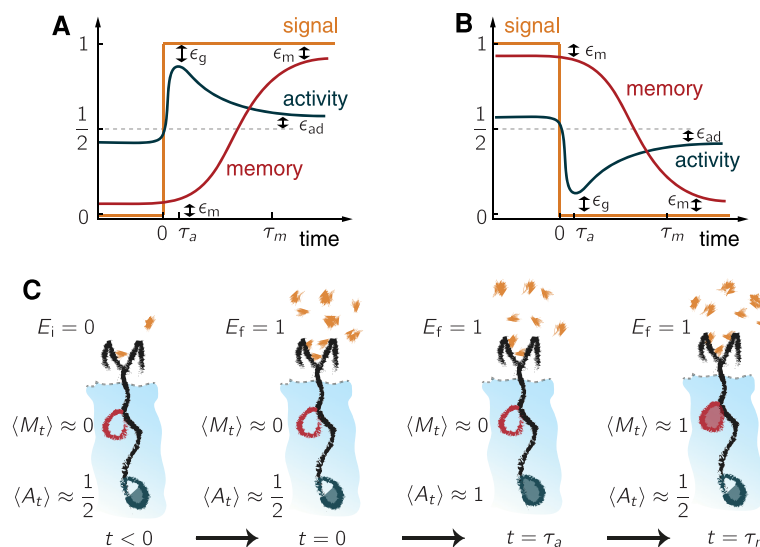 A
signal
1
ϵg
ϵm
activity
1/2
ϵad
memory
ϵm
0
0
τa
τm
time
B
signal
1
ϵm
memory
1/2
ϵad
activity
ϵg
ϵm
0
0
τa
τm
time
C
Ei = 0
Ef = 1
Ef = 1
Ef = 1
⟨Mt⟩ ≈ 0
⟨Mt⟩ ≈ 0
⟨Mt⟩ ≈ 0
⟨Mt⟩ ≈ 1
⟨At⟩ ≈ 1/2
⟨At⟩ ≈ 1/2
⟨At⟩ ≈ 1
⟨At⟩ ≈ 1/2
t < 0
t = 0
t = τa
t = τ